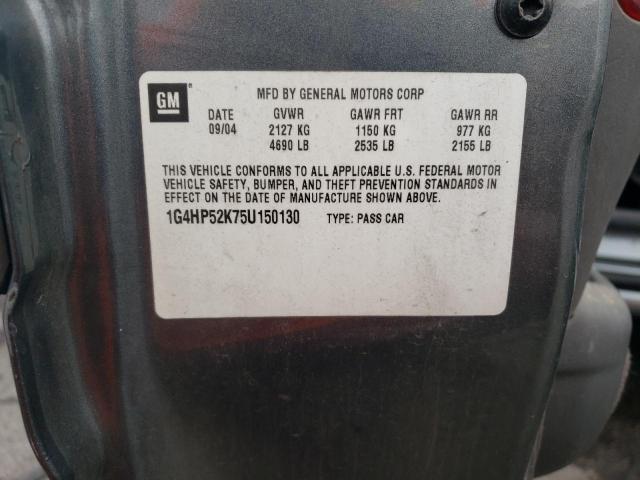 GM
MFD BY GENERAL MOTORS CORP
DATE GVWR GAWR FRT GAWR RR
09/04 2127 KG 1150 KG 977 KG
4690 LB 2535 LB 2155 LB
THIS VEHICLE CONFORMS TO ALL APPLICABLE U.S. FEDERAL MOTOR
VEHICLE SAFETY, BUMPER, AND THEFT PREVENTION STANDARDS IN
EFFECT ON THE DATE OF MANUFACTURE SHOWN ABOVE.
1G4HP52K75U150130 TYPE: PASS CAR